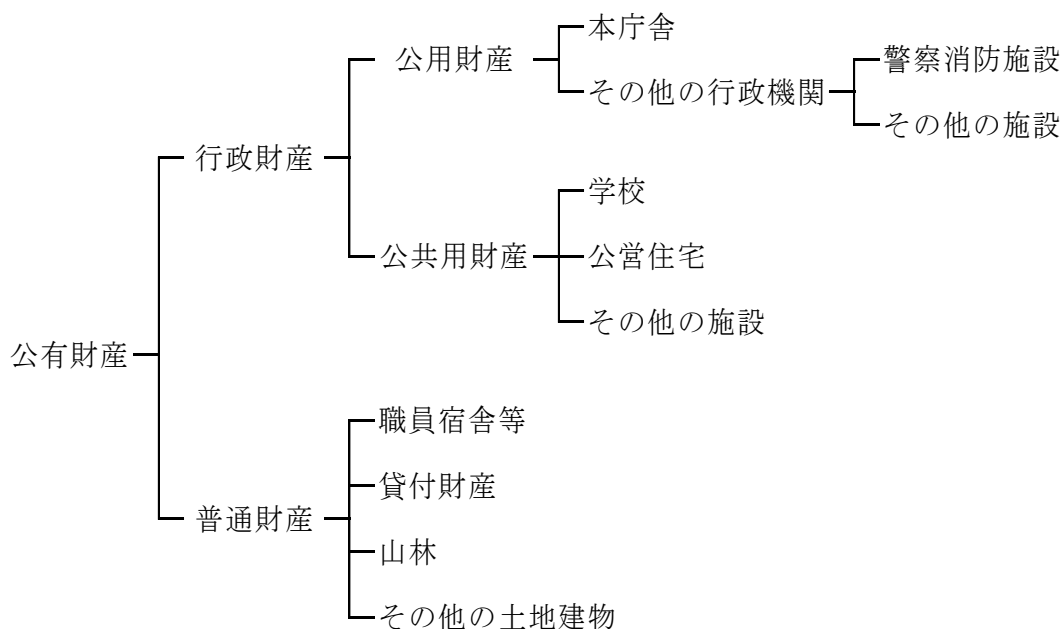 公有財産
行政財産
公用財産
本庁舎
その他の行政機関
警察消防施設
その他の施設
公共用財産
学校
公営住宅
その他の施設
普通財産
職員宿舎等
貸付財産
山林
その他の土地建物